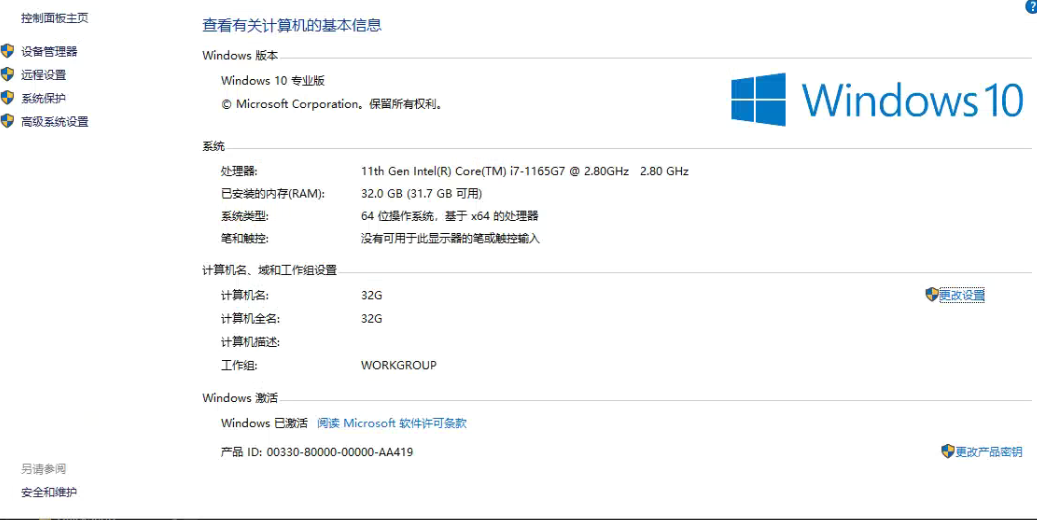 控制面板主页
设备管理器
远程设置
系统保护
高级系统设置
查看有关计算机的基本信息
Windows 版本
Windows 10 专业版
© Microsoft Corporation。保留所有权利。
Windows 10
系统
处理器: 11th Gen Intel(R) Core(TM) i7-1165G7 @ 2.80GHz 2.80 GHz
已安装的内存(RAM): 32.0 GB (31.7 GB 可用)
系统类型: 64 位操作系统，基于 x64 的处理器
笔和触控: 没有可用于此显示器的笔或触控输入
计算机名、域和工作组设置
计算机名: 32G 更改设置
计算机全名: 32G
计算机描述:
工作组: WORKGROUP
Windows 激活
Windows 已激活 阅读 Microsoft 软件许可条款
产品 ID: 00330-80000-00000-AA419 更改产品密钥
另请参阅
安全和维护
?